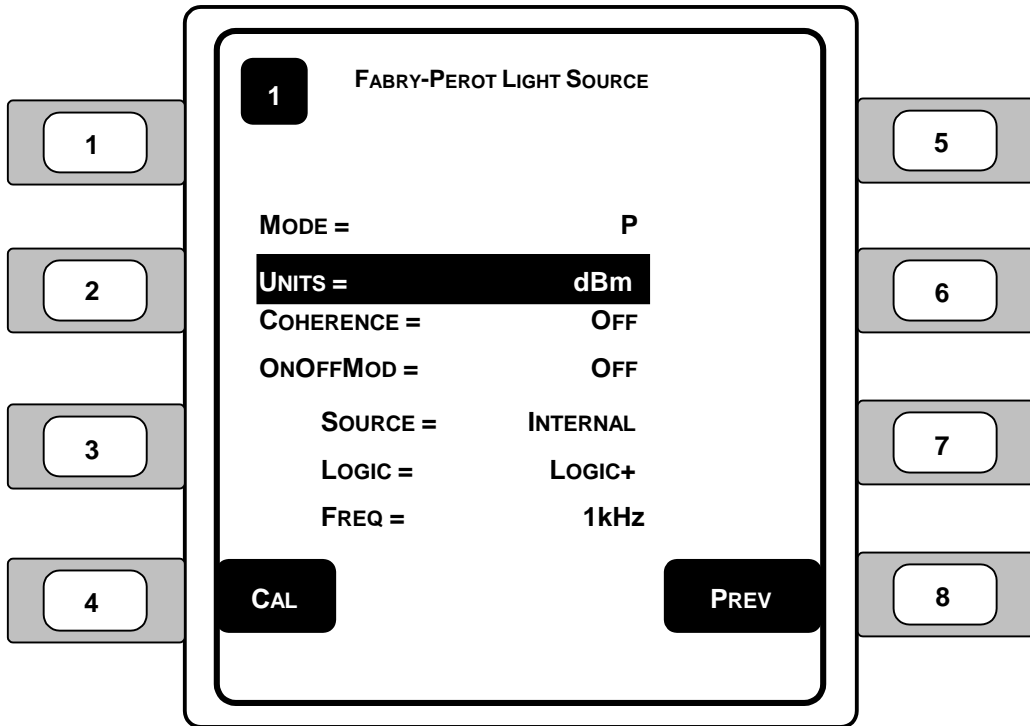 1 FABRY-PEROT LIGHT SOURCE
1 5
MODE = P
2 UNITS = dBm 6
COHERENCE = OFF
ONOFFMOD = OFF
SOURCE = INTERNAL
3 7
LOGIC = LOGIC+
FREQ = 1kHz
4 CAL PREV 8